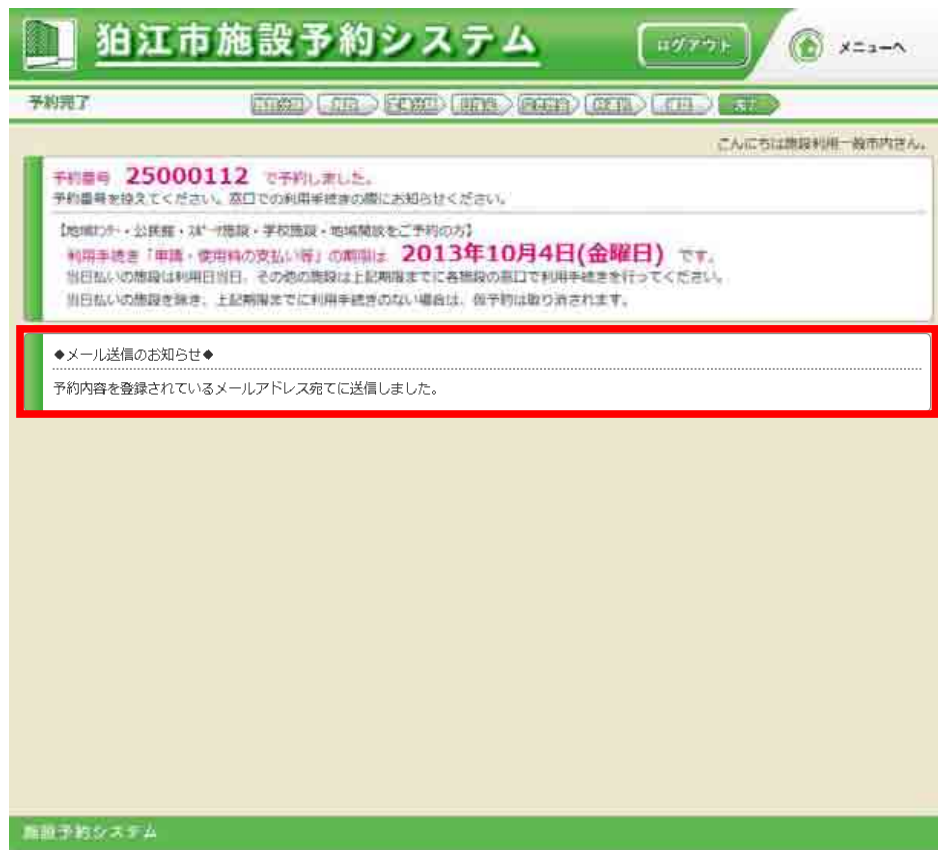 狛江市施設予約システム
ログアウト
メニューへ
予約完了
完了
こんにちは施設利用一般市内さん。
予約番号 25000112 で予約しました。
予約番号を控えてください。窓口での利用手続きの際にお知らせください。
【地域ｾﾝﾀｰ・公民館・ｽﾎﾟｰﾂ施設・学校施設・地域開放をご予約の方】
利用手続き「申請・使用料の支払い等」の期限は 2013年10月4日(金曜日) です。
当日払いの施設は利用日当日、その他の施設は上記期限までに各施設の窓口で利用手続きを行ってください。
当日払いの施設を除き、上記期限までに利用手続きのない場合は、仮予約は取り消されます。
◆メール送信のお知らせ◆
予約内容を登録されているメールアドレス宛てに送信しました。
施設予約システム